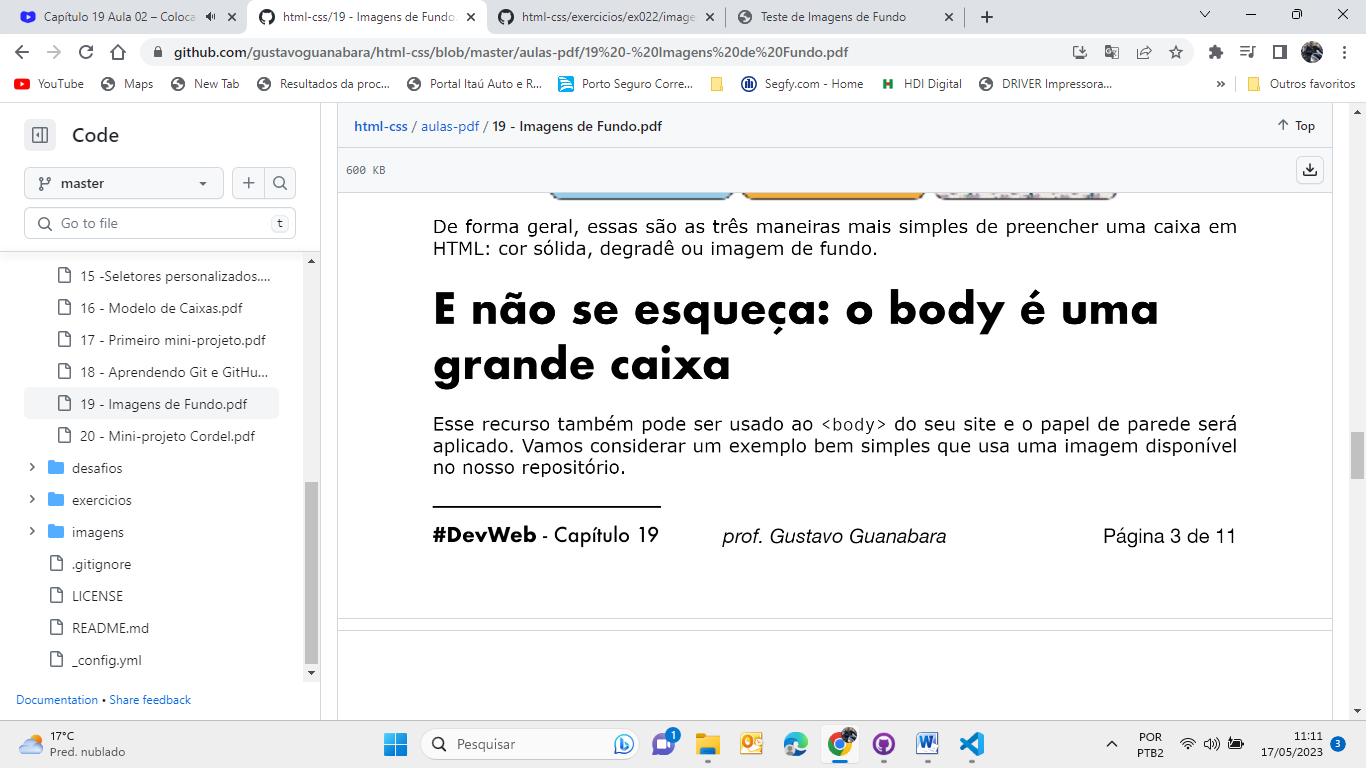 Capítulo 19 Aula 02 – Coloca
html-css/19 - Imagens de Fundo.
html-css/exercicios/ex022/image
Teste de Imagens de Fundo
github.com/gustavoguanabara/html-css/blob/master/aulas-pdf/19%20-%20Imagens%20de%20Fundo.pdf
YouTube Maps New Tab Resultados da proc... Portal Itaú Auto e R... Porto Seguro Corre... Segfy.com - Home HDI Digital DRIVER Impressora... » Outros favoritos
Code
master
Go to file t
15 -Seletores personalizados....
16 - Modelo de Caixas.pdf
17 - Primeiro mini-projeto.pdf
18 - Aprendendo Git e GitHu...
19 - Imagens de Fundo.pdf
20 - Mini-projeto Cordel.pdf
desafios
exercicios
imagens
.gitignore
LICENSE
README.md
_config.yml
Documentation • Share feedback
html-css / aulas-pdf / 19 - Imagens de Fundo.pdf
Top
600 KB
De forma geral, essas são as três maneiras mais simples de preencher uma caixa em
HTML: cor sólida, degradê ou imagem de fundo.
E não se esqueça: o body é uma
grande caixa
Esse recurso também pode ser usado ao <body> do seu site e o papel de parede será
aplicado. Vamos considerar um exemplo bem simples que usa uma imagem disponível
no nosso repositório.
#DevWeb - Capítulo 19 prof. Gustavo Guanabara Página 3 de 11
17°C
Pred. nublado
Pesquisar
1
POR
PTB2
11:11
17/05/2023
3